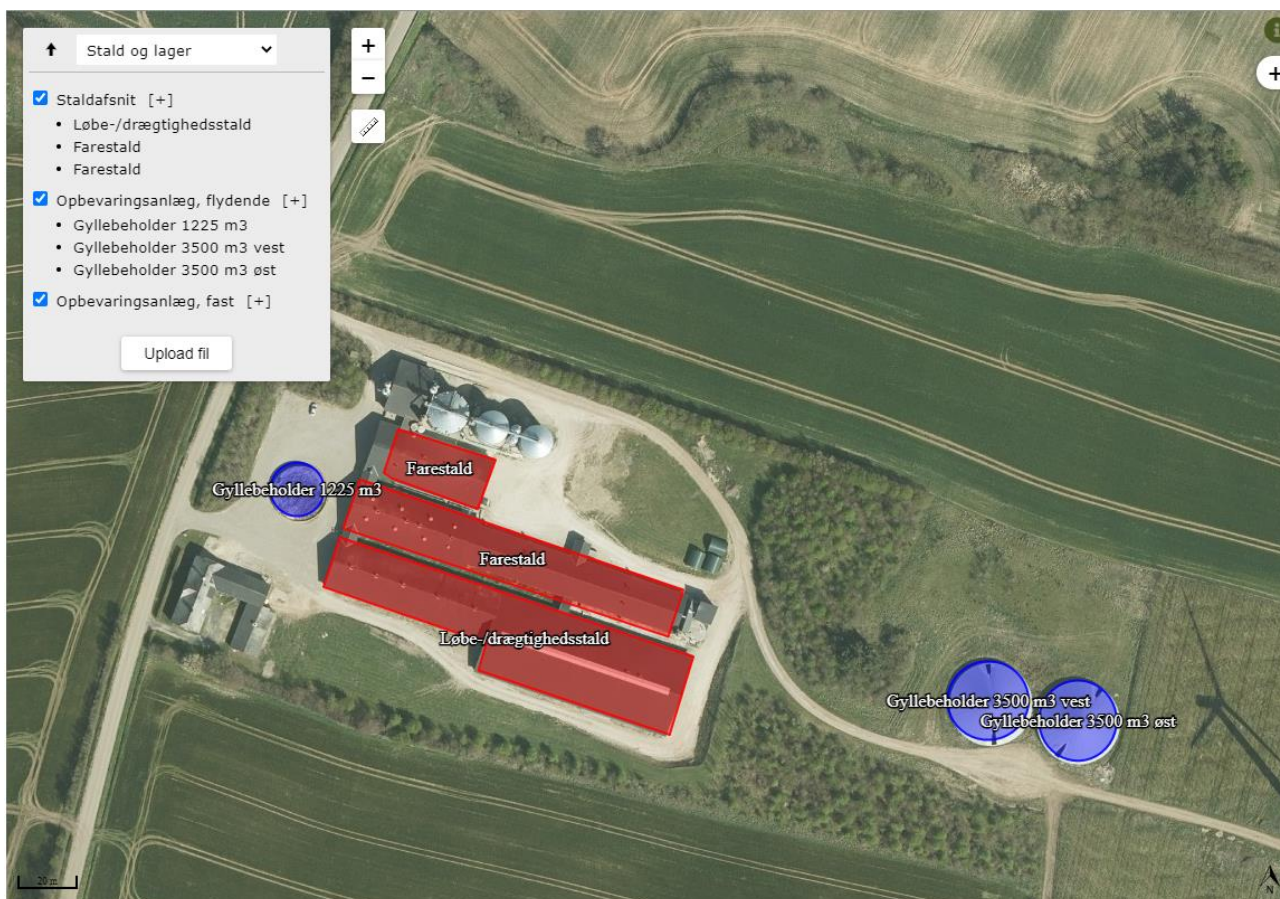 Stald og lager
Staldafsnit [+]
Løbe-/drægtighedsstald
Farestald
Farestald
Opbevaringsanlæg, flydende [+]
Gyllebeholder 1225 m3
Gyllebeholder 3500 m3 vest
Gyllebeholder 3500 m3 øst
Opbevaringsanlæg, fast [+]
Upload fil
+
−
i
+
Farestald
Gyllebeholder 1225 m3
Farestald
Løbe-/drægtighedsstald
Gyllebeholder 3500 m3 vest
Gyllebeholder 3500 m3 øst
20 m
N